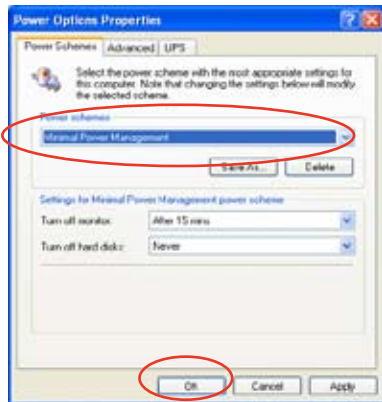 Power Options Properties
Power Schemes Advanced UPS
Select the power scheme with the most appropriate settings for
this computer. Note that changing the settings below will modify
the selected scheme.
Power schemes
Minimal Power Management
Save As... Delete
Settings for Minimal Power Management power scheme
Turn off monitor: After 15 mins
Turn off hard disks: Never
OK Cancel Apply